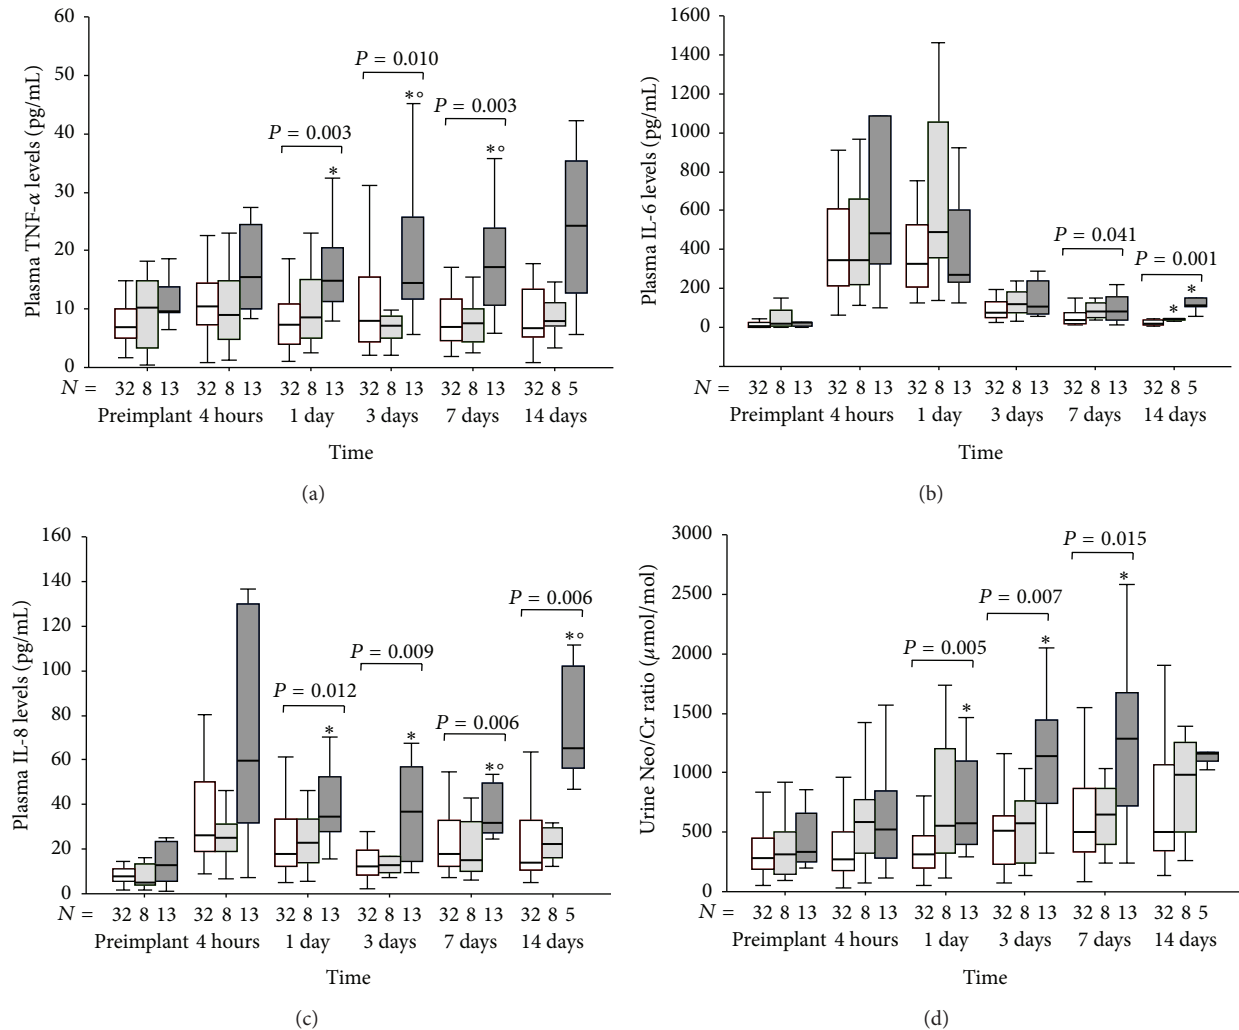 60
50
40
30
20
10
0
Plasma TNF-α levels (pg/mL)
P = 0.003
P = 0.010
P = 0.003
*
*°
*°
N = 32 8 13 32 8 13 32 8 13 32 8 13 32 8 13 32 8 5
Preimplant 4 hours 1 day 3 days 7 days 14 days
Time
(a)
1600
1400
1200
1000
800
600
400
200
0
Plasma IL-6 levels (pg/mL)
P = 0.041
P = 0.001
*
*
N = 32 8 13 32 8 13 32 8 13 32 8 13 32 8 13 32 8 5
Preimplant 4 hours 1 day 3 days 7 days 14 days
Time
(b)
160
140
120
100
80
60
40
20
0
Plasma IL-8 levels (pg/mL)
P = 0.012
P = 0.009
P = 0.006
P = 0.006
*
*
*°
*°
N = 32 8 13 32 8 13 32 8 13 32 8 13 32 8 13 32 8 5
Preimplant 4 hours 1 day 3 days 7 days 14 days
Time
(c)
3000
2500
2000
1500
1000
500
0
Urine Neo/Cr ratio (μmol/mol)
P = 0.005
P = 0.007
P = 0.015
*
*
*
N = 32 8 13 32 8 13 32 8 13 32 8 13 32 8 13 32 8 5
Preimplant 4 hours 1 day 3 days 7 days 14 days
Time
(d)